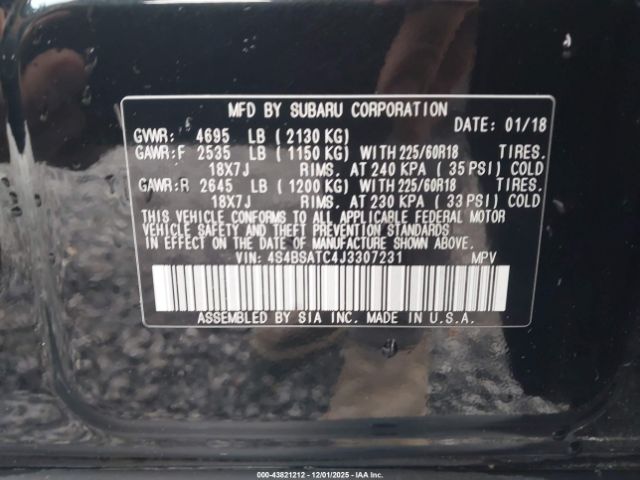 MFD BY SUBARU CORPORATION
DATE: 01/18
GVWR: 4695 LB (2130 KG)
GAWR:F 2535 LB (1150 KG) WITH 225/60R18 TIRES.
18X7J RIMS. AT 240 KPA (35 PSI) COLD
GAWR:R 2645 LB (1200 KG) WITH 225/60R18 TIRES.
18X7J RIMS. AT 230 KPA (33 PSI) COLD
THIS VEHICLE CONFORMS TO ALL APPLICABLE FEDERAL MOTOR
VEHICLE SAFETY AND THEFT PREVENTION STANDARDS
IN EFFECT ON THE DATE OF MANUFACTURE SHOWN ABOVE.
VIN: 4S4BSATC4J3307231 MPV
ASSEMBLED BY SIA INC. MADE IN U.S.A.
000-43821212 - 12/01/2025 - IAAI.COM